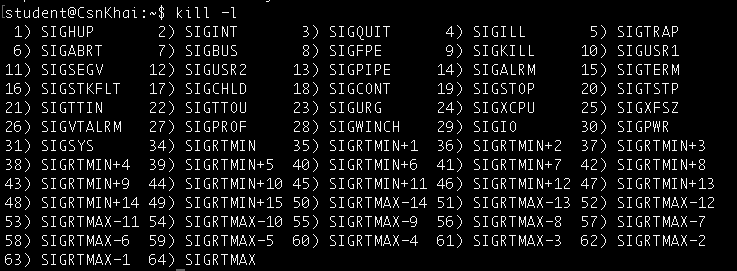 student@CsnKhai:~$ kill -l
1) SIGHUP 2) SIGINT 3) SIGQUIT 4) SIGILL 5) SIGTRAP
6) SIGABRT 7) SIGBUS 8) SIGFPE 9) SIGKILL 10) SIGUSR1
11) SIGSEGV 12) SIGUSR2 13) SIGPIPE 14) SIGALRM 15) SIGTERM
16) SIGSTKFLT 17) SIGCHLD 18) SIGCONT 19) SIGSTOP 20) SIGTSTP
21) SIGTTIN 22) SIGTTOU 23) SIGURG 24) SIGXCPU 25) SIGXFSZ
26) SIGVTALRM 27) SIGPROF 28) SIGWINCH 29) SIGIO 30) SIGPWR
31) SIGSYS 34) SIGRTMIN 35) SIGRTMIN+1 36) SIGRTMIN+2 37) SIGRTMIN+3
38) SIGRTMIN+4 39) SIGRTMIN+5 40) SIGRTMIN+6 41) SIGRTMIN+7 42) SIGRTMIN+8
43) SIGRTMIN+9 44) SIGRTMIN+10 45) SIGRTMIN+11 46) SIGRTMIN+12 47) SIGRTMIN+13
48) SIGRTMIN+14 49) SIGRTMIN+15 50) SIGRTMAX-14 51) SIGRTMAX-13 52) SIGRTMAX-12
53) SIGRTMAX-11 54) SIGRTMAX-10 55) SIGRTMAX-9 56) SIGRTMAX-8 57) SIGRTMAX-7
58) SIGRTMAX-6 59) SIGRTMAX-5 60) SIGRTMAX-4 61) SIGRTMAX-3 62) SIGRTMAX-2
63) SIGRTMAX-1 64) SIGRTMAX